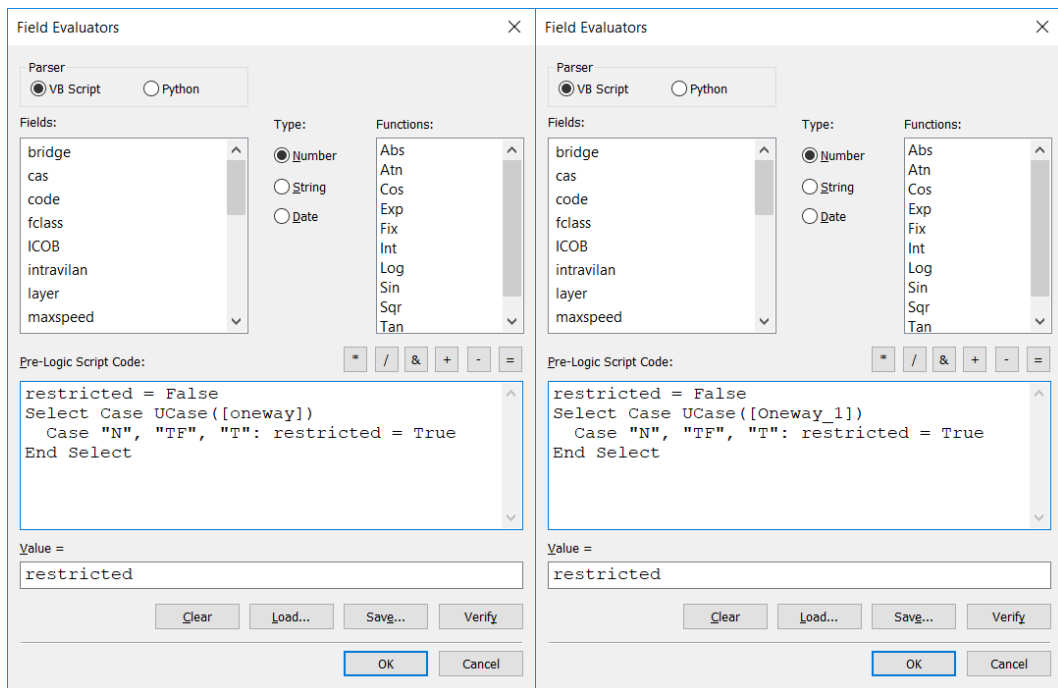 Field Evaluators
Parser
VB Script Python
Fields:
bridge
cas
code
fclass
ICOB
intravilan
layer
maxspeed
Type:
Number
String
Date
Functions:
Abs
Atn
Cos
Exp
Fix
Int
Log
Sin
Sqr
Tan
Pre-Logic Script Code:
* / & + - =
restricted = False
Select Case UCase([oneway])
  Case "N", "TF", "T": restricted = True
End Select
Value =
restricted
Clear Load... Save... Verify
OK Cancel
Field Evaluators
Parser
VB Script Python
Fields:
bridge
cas
code
fclass
ICOB
intravilan
layer
maxspeed
Type:
Number
String
Date
Functions:
Abs
Atn
Cos
Exp
Fix
Int
Log
Sin
Sqr
Tan
Pre-Logic Script Code:
* / & + - =
restricted = False
Select Case UCase([Oneway_1])
  Case "N", "TF", "T": restricted = True
End Select
Value =
restricted
Clear Load... Save... Verify
OK Cancel